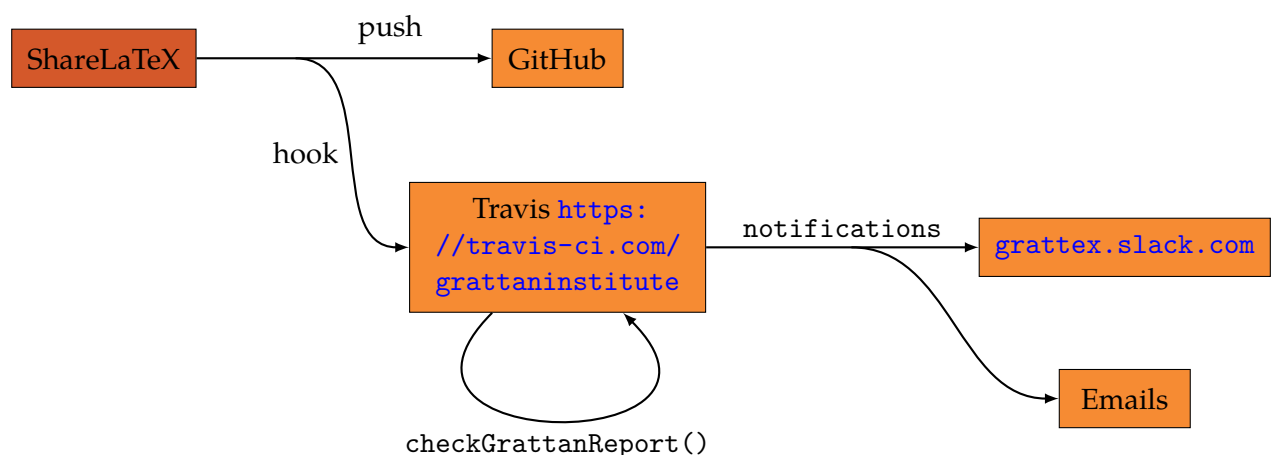 push
ShareLaTeX
GitHub
hook
Travis https:
//travis-ci.com/
grattaninstitute
notifications
grattex.slack.com
Emails
checkGrattanReport()